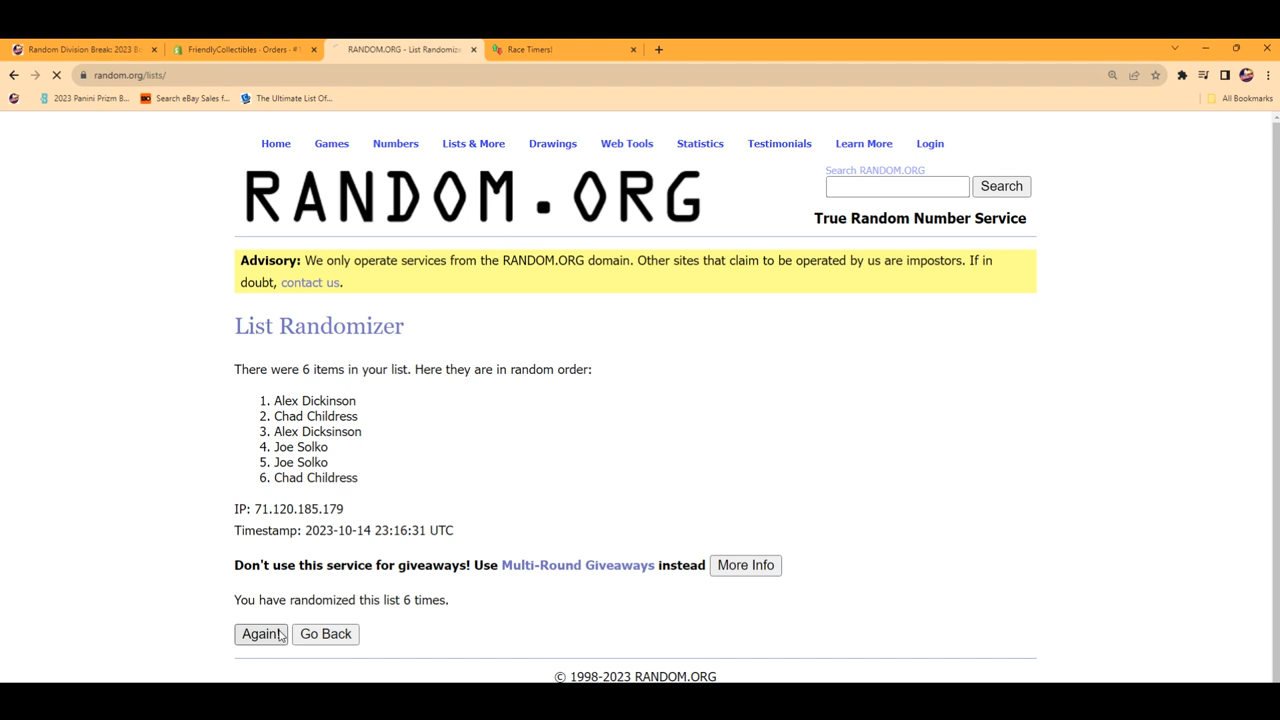 Random Division Break: 2023 Bo
FriendlyCollectibles · Orders · #1
RANDOM.ORG - List Randomize
Race Timers!
random.org/lists/
2023 Panini Prizm B...
Search eBay Sales f...
The Ultimate List Of...
All Bookmarks
Home Games Numbers Lists & More Drawings Web Tools Statistics Testimonials Learn More Login
RANDOM.ORG
Search RANDOM.ORG
Search
True Random Number Service
Advisory: We only operate services from the RANDOM.ORG domain. Other sites that claim to be operated by us are impostors. If in
doubt, contact us.
List Randomizer
There were 6 items in your list. Here they are in random order:
1. Alex Dickinson
2. Chad Childress
3. Alex Dicksinson
4. Joe Solko
5. Joe Solko
6. Chad Childress
IP: 71.120.185.179
Timestamp: 2023-10-14 23:16:31 UTC
Don't use this service for giveaways! Use Multi-Round Giveaways instead More Info
You have randomized this list 6 times.
Again! Go Back
© 1998-2023 RANDOM.ORG